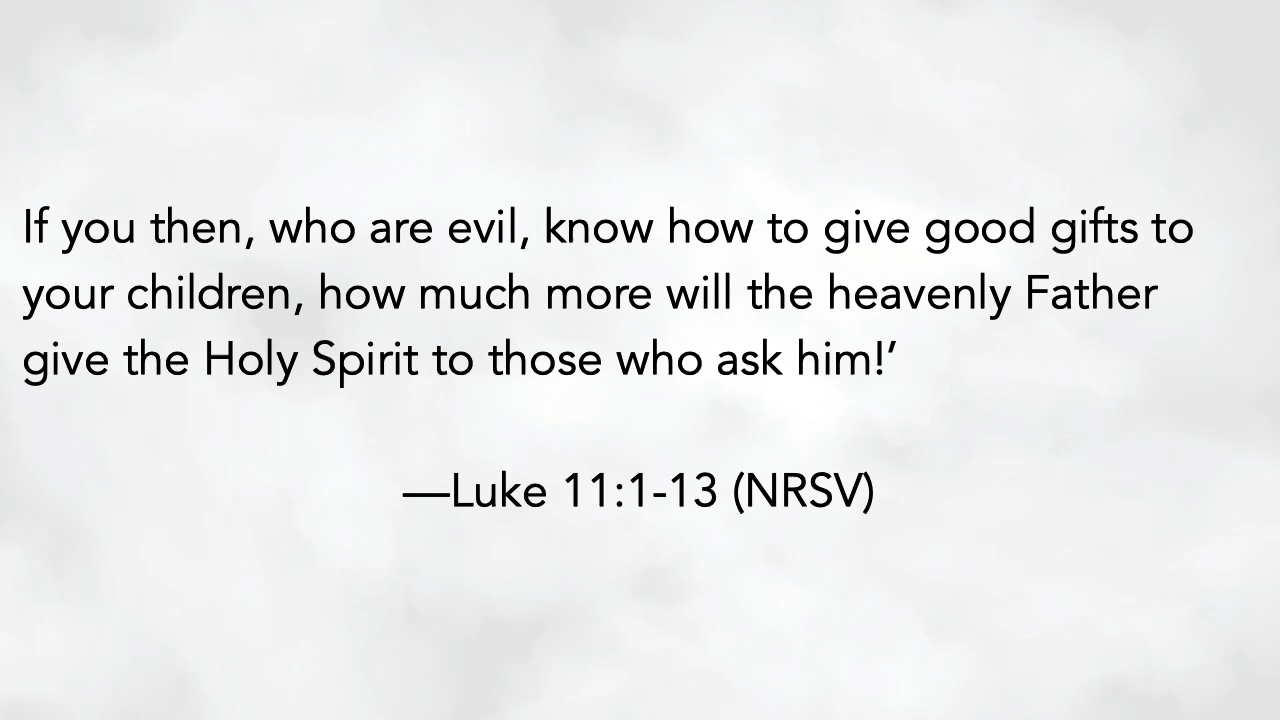 If you then, who are evil, know how to give good gifts to
your children, how much more will the heavenly Father
give the Holy Spirit to those who ask him!’
—Luke 11:1-13 (NRSV)